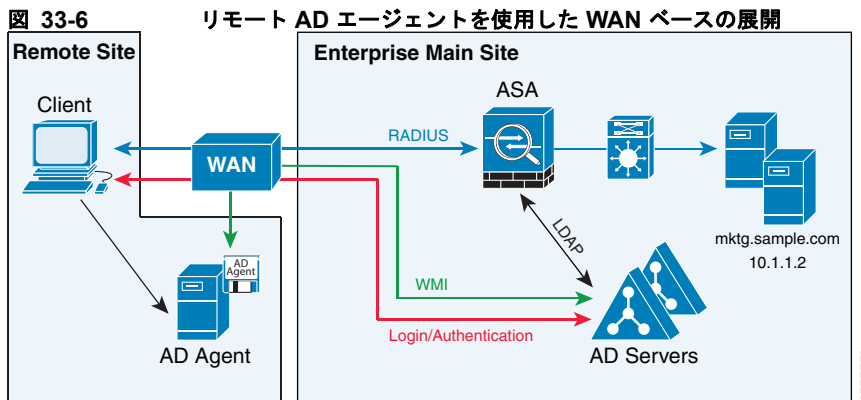 図 33-6 リモート AD エージェントを使用した WAN ベースの展開
Remote Site
Enterprise Main Site
Client
ASA
RADIUS
WAN
LDAP
mktg.sample.com
10.1.1.2
AD
Agent
WMI
Login/Authentication
AD Agent
AD Servers